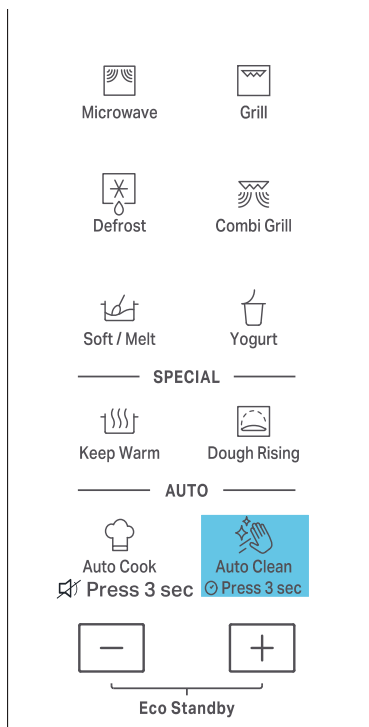 Microwave Grill
Defrost Combi Grill
Soft / Melt Yogurt
SPECIAL
Keep Warm Dough Rising
AUTO
Auto Cook Auto Clean
Press 3 sec Press 3 sec
Eco Standby